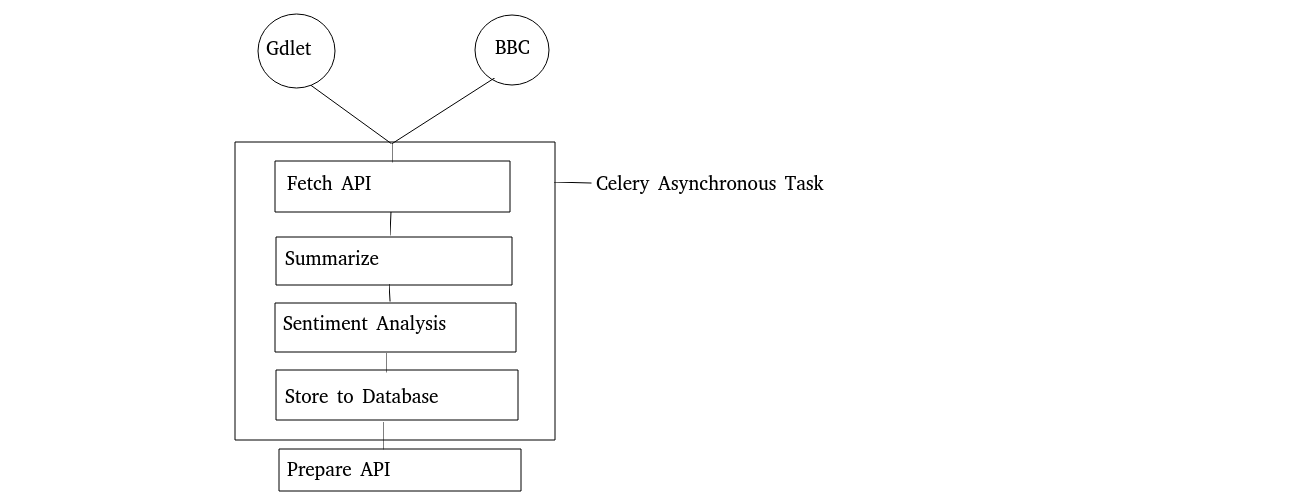 Gdlet
BBC
Fetch API
Celery Asynchronous Task
Summarize
Sentiment Analysis
Store to Database
Prepare API